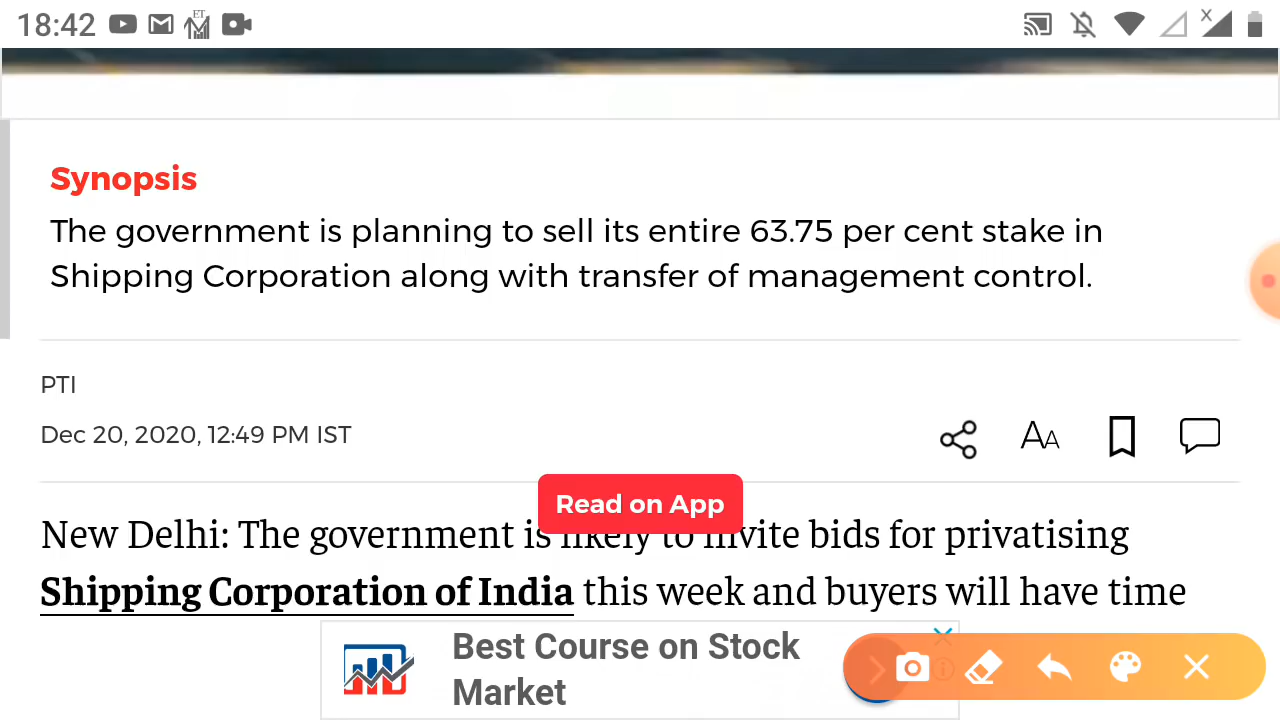 18:42 ET X
Synopsis
The government is planning to sell its entire 63.75 per cent stake in
Shipping Corporation along with transfer of management control.
PTI
Dec 20, 2020, 12:49 PM IST
AA
Read on App
New Delhi: The government is likely to invite bids for privatising
Shipping Corporation of India this week and buyers will have time
Best Course on Stock
Market